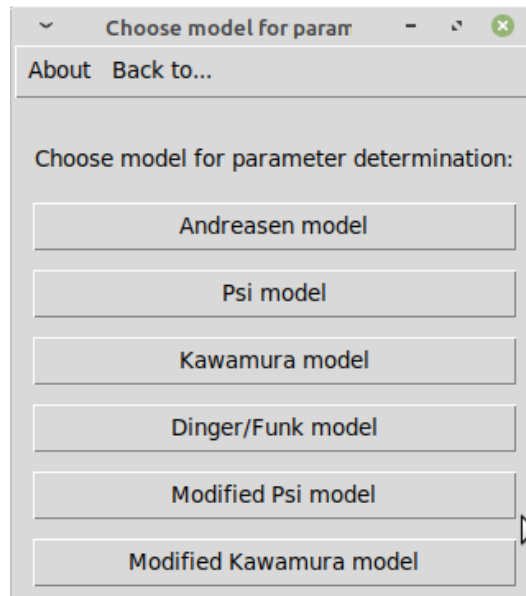 Choose model for param
About Back to...
Choose model for parameter determination:
Andreasen model
Psi model
Kawamura model
Dinger/Funk model
Modified Psi model
Modified Kawamura model